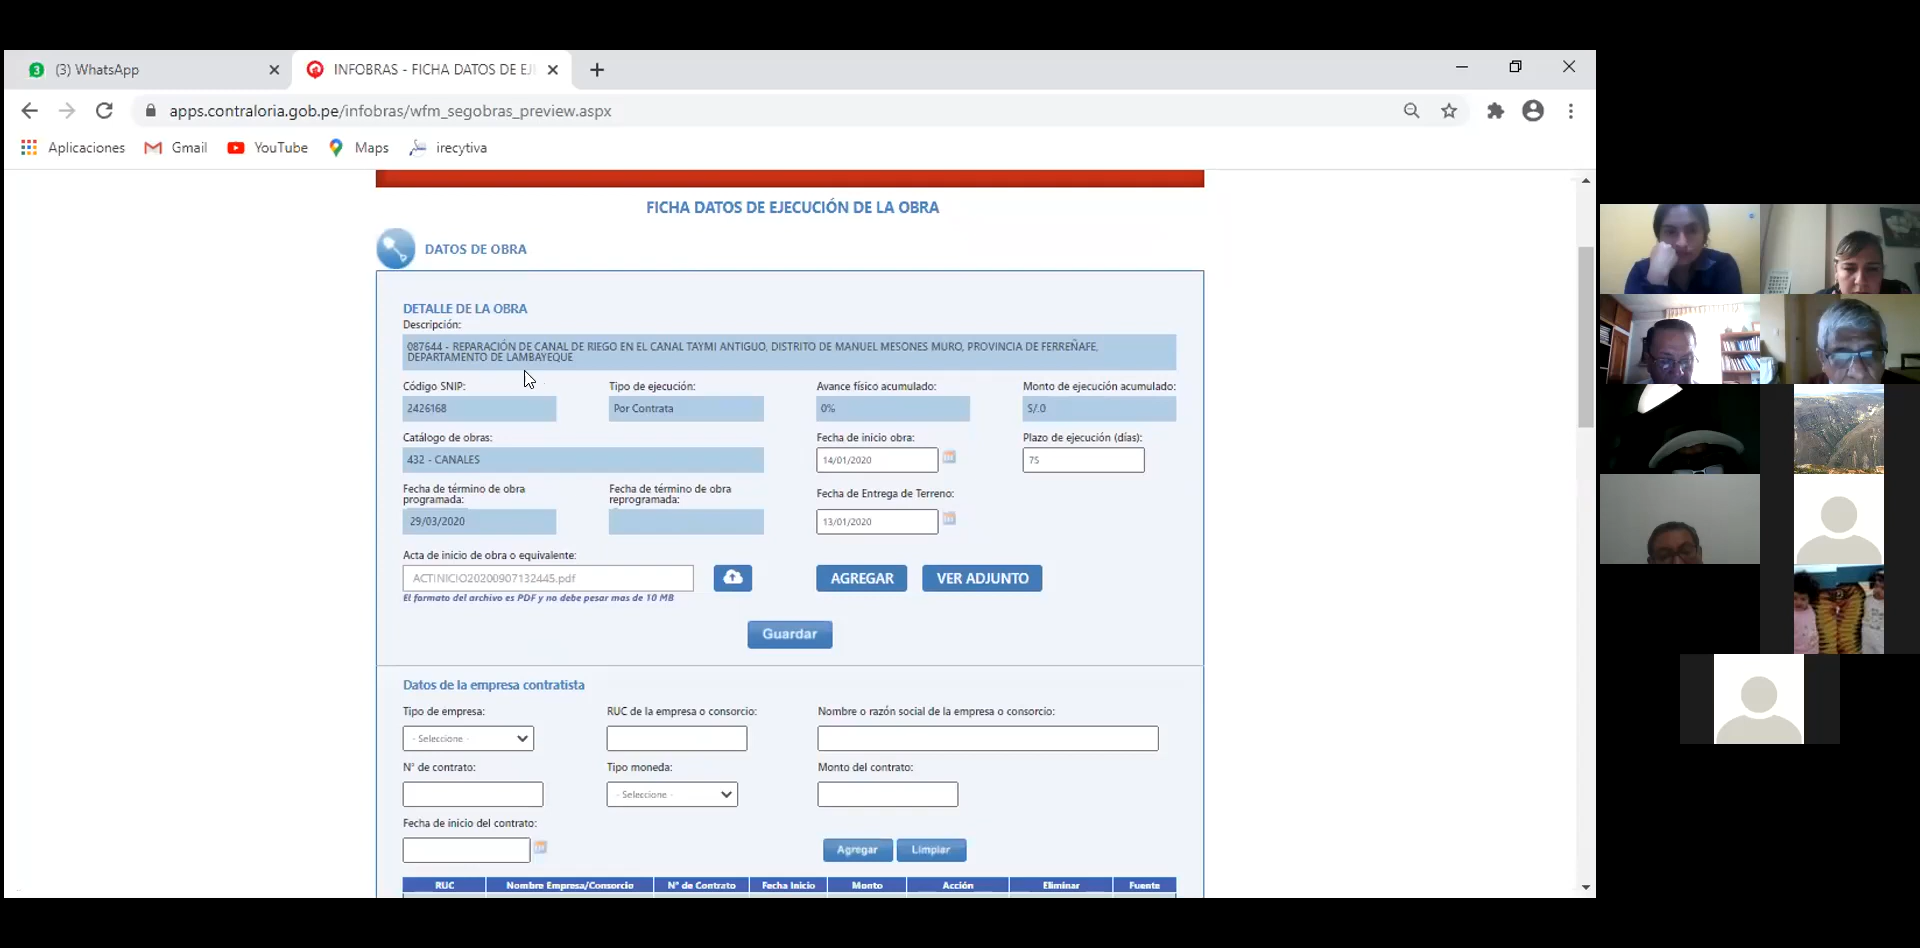 (3) WhatsApp
INFOBRAS - FICHA DATOS DE EJE
apps.contraloria.gob.pe/infobras/wfm_segobras_preview.aspx
Aplicaciones Gmail YouTube Maps irecytiva
FICHA DATOS DE EJECUCIÓN DE LA OBRA
DATOS DE OBRA
DETALLE DE LA OBRA
Descripción:
087644 - REPARACIÓN DE CANAL DE RIEGO EN EL CANAL TAYMI ANTIGUO, DISTRITO DE MANUEL MESONES MURO, PROVINCIA DE FERREÑAFE,
DEPARTAMENTO DE LAMBAYEQUE
Código SNIP: Tipo de ejecución: Avance físico acumulado: Monto de ejecución acumulado:
2426168 Por Contrata 0% S/.0
Catálogo de obras: Fecha de inicio obra: Plazo de ejecución (días):
432 - CANALES 14/01/2020 75
Fecha de término de obra programada: Fecha de término de obra reprogramada: Fecha de Entrega de Terreno:
29/03/2020 13/01/2020
Acta de inicio de obra o equivalente:
ACTINICIO20200907132445.pdf AGREGAR VER ADJUNTO
El formato del archivo es PDF y no debe pesar mas de 10 MB
Guardar
Datos de la empresa contratista
Tipo de empresa: RUC de la empresa o consorcio: Nombre o razón social de la empresa o consorcio:
- Seleccione -
N° de contrato: Tipo moneda: Monto del contrato:
- Seleccione -
Fecha de inicio del contrato:
Agregar Limpiar
RUC Nombre Empresa/Consorcio N° de Contrato Fecha Inicio Monto Acción Eliminar Fuente